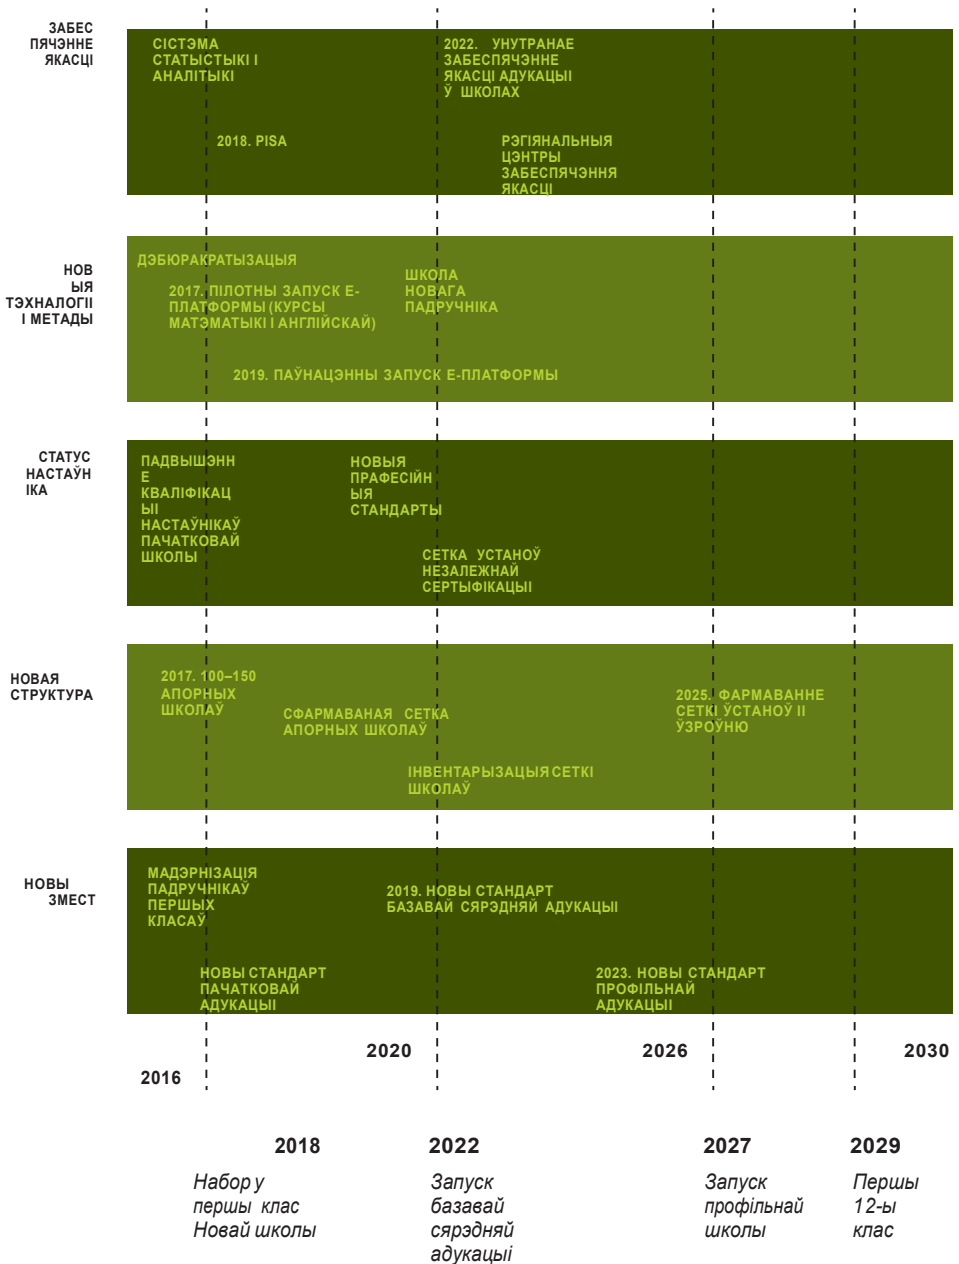 ЗАБЕС
ПЯЧЭННЕ
ЯКАСЦІ
СІСТЭМА
СТАТЫСТЫКІ І
АНАЛІТЫКІ
2022. УНУТРАНАЕ
ЗАБЕСПЯЧЭННЕ
ЯКАСЦІ АДУКАЦЫІ
Ў ШКОЛАХ
2018. PISA
РЭГІЯНАЛЬНЫЯ
ЦЭНТРЫ
ЗАБЕСПЯЧЭННЯ
ЯКАСЦІ
НОВ
ЫЯ
ТЭХНАЛОГІІ
І МЕТАДЫ
ДЭБЮРАКРАТЫЗАЦЫЯ
2017. ПІЛОТНЫ ЗАПУСК Е-
ПЛАТФОРМЫ (КУРСЫ
МАТЭМАТЫКІ І АНГЛІЙСКАЙ)
ШКОЛА
НОВАГА
ПАДРУЧНІКА
2019. ПАЎНАЦЭННЫ ЗАПУСК Е-ПЛАТФОРМЫ
СТАТУС
НАСТАЎН
ІКА
ПАДВЫШЭНН
Е
КВАЛІФІКАЦ
ЫІ
НАСТАЎНІКАЎ
ПАЧАТКОВАЙ
ШКОЛЫ
НОВЫЯ
ПРАФЕСІЙН
ЫЯ
СТАНДАРТЫ
СЕТКА УСТАНОЎ
НЕЗАЛЕЖНАЙ
СЕРТЫФІКАЦЫІ
НОВАЯ
СТРУКТУРА
2017. 100–150
АПОРНЫХ
ШКОЛАЎ
СФАРМАВАНАЯ СЕТКА
АПОРНЫХ ШКОЛАЎ
2025. ФАРМАВАННЕ
СЕТКІ ЎСТАНОЎ ІІ
ЎЗРОЎНЮ
ІНВЕНТАРЫЗАЦЫЯ СЕТКІ
ШКОЛАЎ
НОВЫ
ЗМЕСТ
МАДЭРНІЗАЦІЯ
ПАДРУЧНІКАЎ
ПЕРШЫХ
КЛАСАЎ
2019. НОВЫ СТАНДАРТ
БАЗАВАЙ СЯРЭДНЯЙ АДУКАЦЫІ
НОВЫ СТАНДАРТ
ПАЧАТКОВАЙ
АДУКАЦЫІ
2023. НОВЫ СТАНДАРТ
ПРОФІЛЬНАЙ
АДУКАЦЫІ
2016
2020
2026
2030
2018
Набор у
першы клас
Новай школы
2022
Запуск
базавай
сярэдняй
адукацыі
2027
Запуск
профільнай
школы
2029
Першы
12-ы
клас